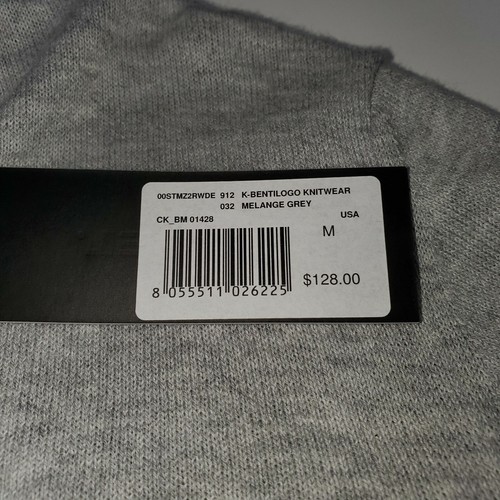 00STMZ2RWDE 912 K-BENTILOGO KNITWEAR
032 MELANGE GREY
CK_BM 01428 USA
M
$128.00
8 055511 026225